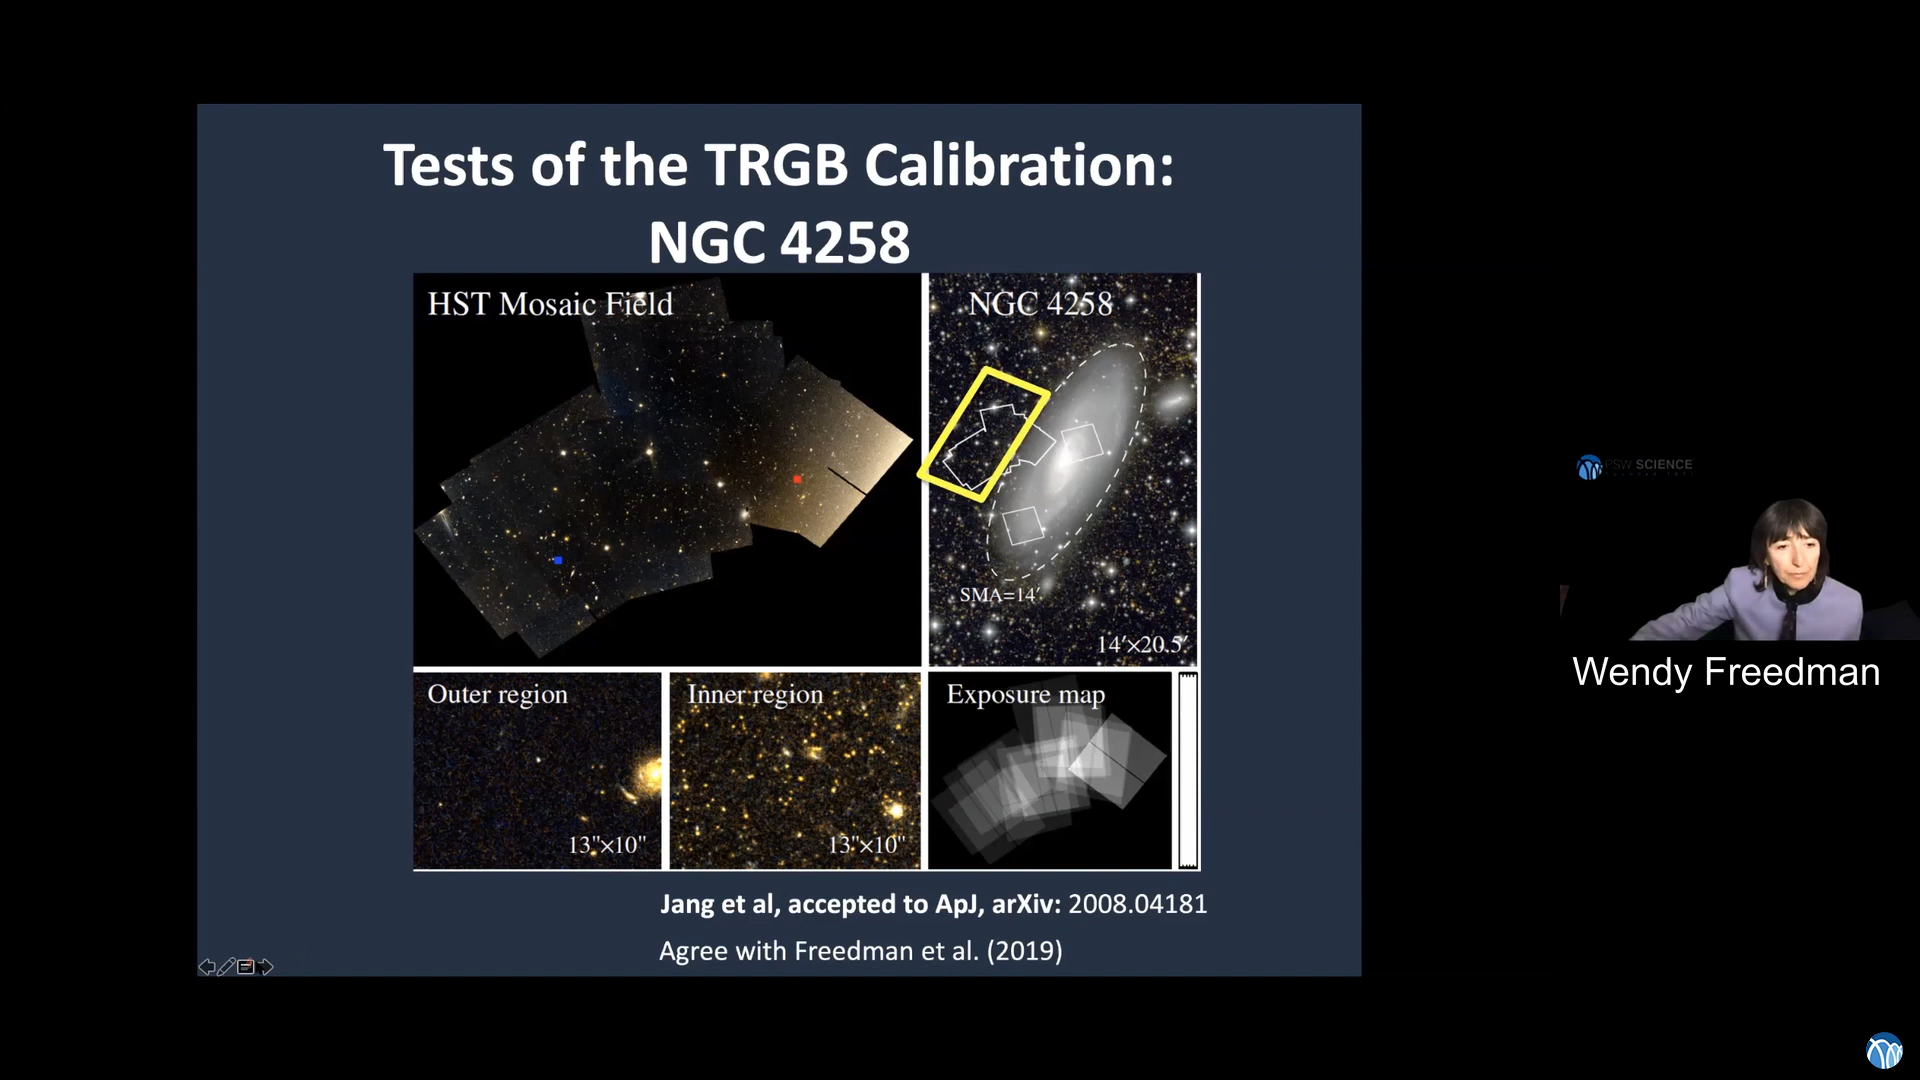 Tests of the TRGB Calibration:
NGC 4258
HST Mosaic Field
NGC 4258
SMA=14′
14′×20.5′
Outer region
13"×10"
Inner region
13"×10"
Exposure map
Jang et al, accepted to ApJ, arXiv: 2008.04181
Agree with Freedman et al. (2019)
PSW SCIENCE
Wendy Freedman